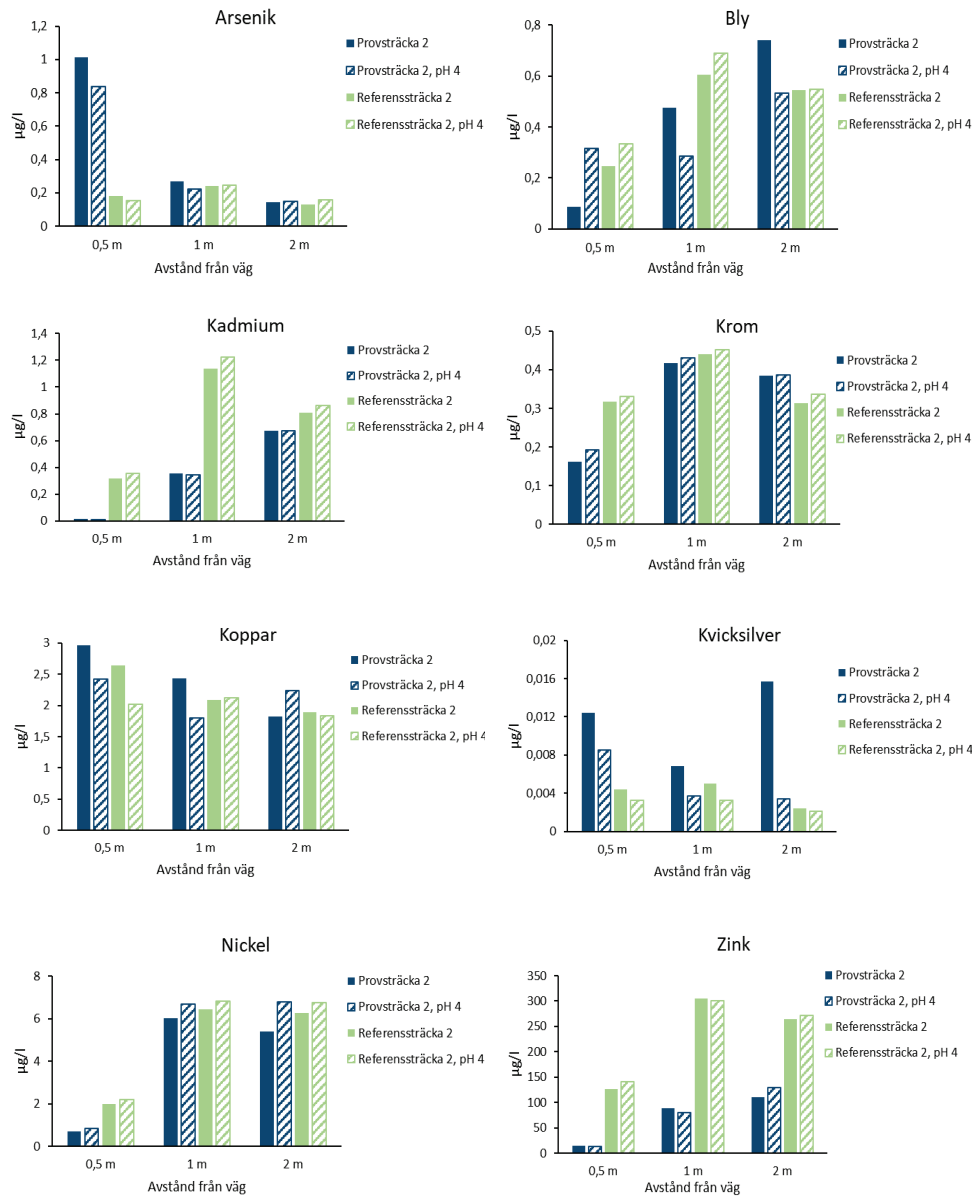 Arsenik
1,2
1
0,8
0,6
0,4
0,2
0
µg/l
0,5 m 1 m 2 m
Avstånd från väg
Provsträcka 2
Provsträcka 2, pH 4
Referenssträcka 2
Referenssträcka 2, pH 4
Bly
0,8
0,6
0,4
0,2
0
µg/l
0,5 m 1 m 2 m
Avstånd från väg
Provsträcka 2
Provsträcka 2, pH 4
Referenssträcka 2
Referenssträcka 2, pH 4
Kadmium
1,4
1,2
1
0,8
0,6
0,4
0,2
0
µg/l
0,5 m 1 m 2 m
Avstånd från väg
Provsträcka 2
Provsträcka 2, pH 4
Referenssträcka 2
Referenssträcka 2, pH 4
Krom
0,5
0,4
0,3
0,2
0,1
0
µg/l
0,5 m 1 m 2 m
Avstånd från väg
Provsträcka 2
Provsträcka 2, pH 4
Referenssträcka 2
Referenssträcka 2, pH 4
Koppar
3
2,5
2
1,5
1
0,5
0
µg/l
0,5 m 1 m 2 m
Avstånd från väg
Provsträcka 2
Provsträcka 2, pH 4
Referenssträcka 2
Referenssträcka 2, pH 4
Kvicksilver
0,02
0,016
0,012
0,008
0,004
0
µg/l
0,5 m 1 m 2 m
Avstånd från väg
Provsträcka 2
Provsträcka 2, pH 4
Referenssträcka 2
Referenssträcka 2, pH 4
Nickel
8
6
4
2
0
µg/l
0,5 m 1 m 2 m
Avstånd från väg
Provsträcka 2
Provsträcka 2, pH 4
Referenssträcka 2
Referenssträcka 2, pH 4
Zink
350
300
250
200
150
100
50
0
µg/l
0,5 m 1 m 2 m
Avstånd från väg
Provsträcka 2
Provsträcka 2, pH 4
Referenssträcka 2
Referenssträcka 2, pH 4